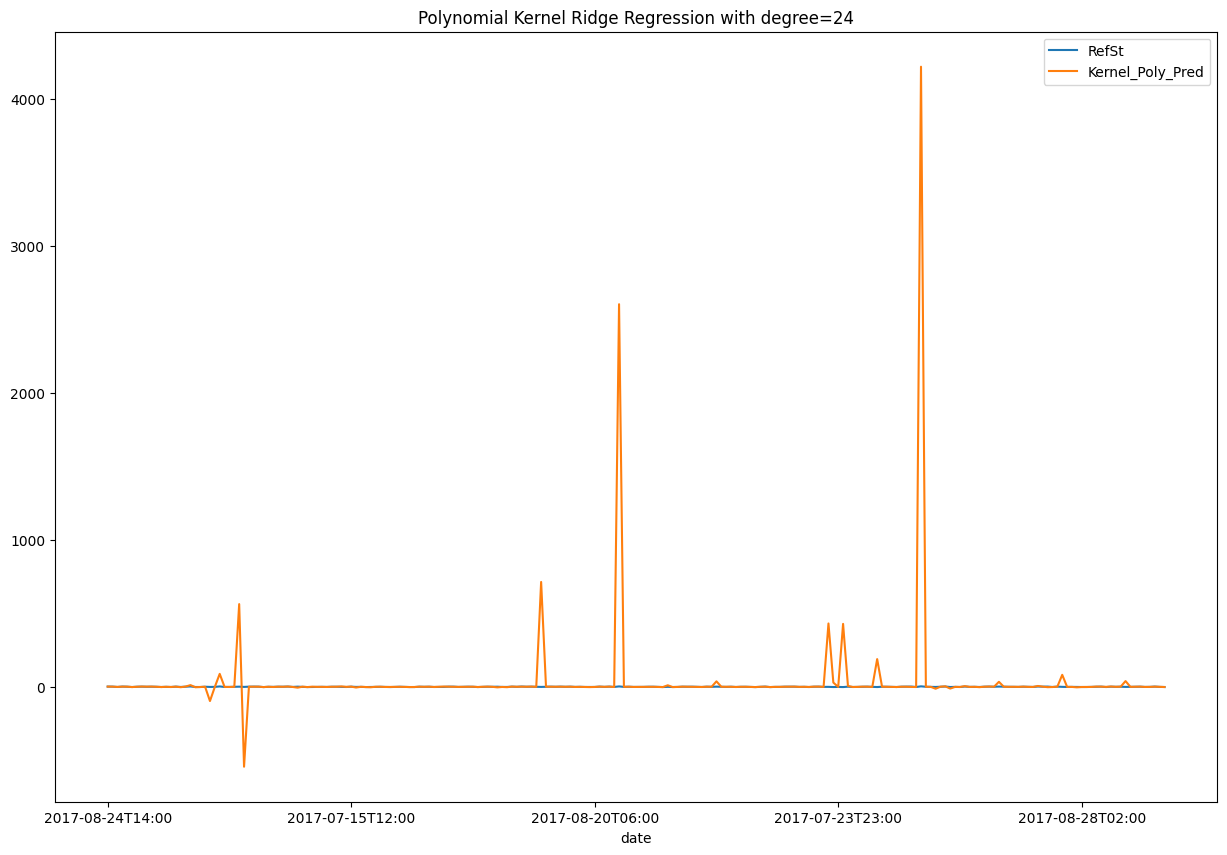 Polynomial Kernel Ridge Regression with degree=24
RefSt
Kernel_Poly_Pred
4000
3000
2000
1000
0
2017-08-24T14:00
2017-07-15T12:00
2017-08-20T06:00
2017-07-23T23:00
2017-08-28T02:00
date